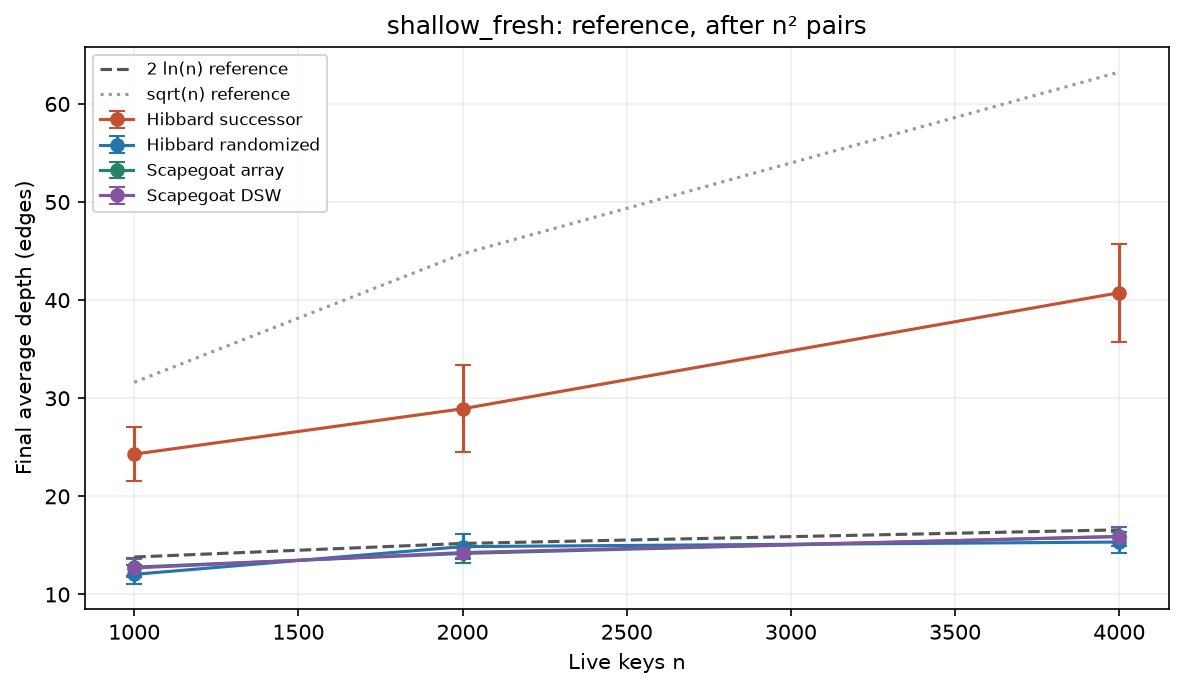 shallow_fresh: reference, after n² pairs
2 ln(n) reference
sqrt(n) reference
Hibbard successor
Hibbard randomized
Scapegoat array
Scapegoat DSW
Final average depth (edges)
60
50
40
30
20
10
1000 1500 2000 2500 3000 3500 4000
Live keys n